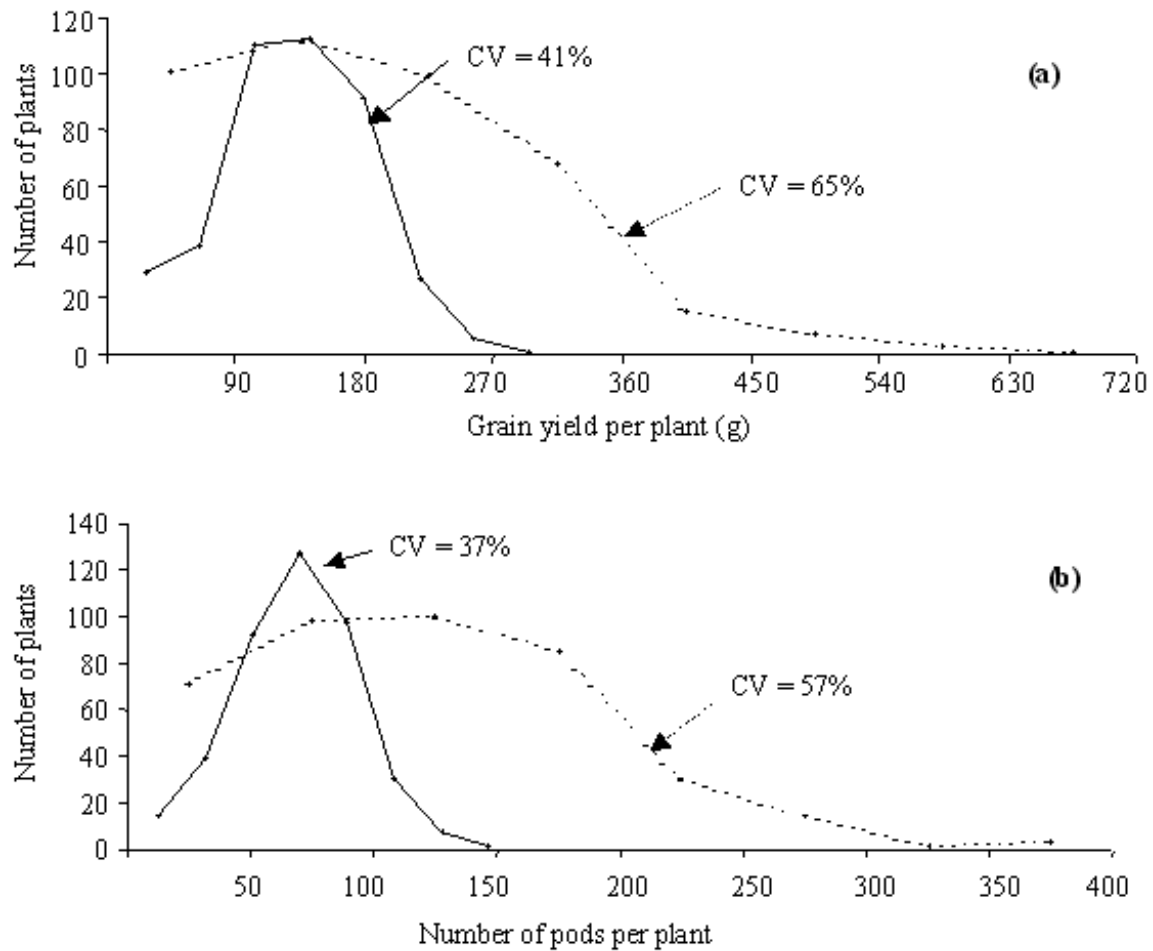 120
100
80
60
40
20
0
Number of plants
CV = 41%
(a)
CV = 65%
90 180 270 360 450 540 630 720
Grain yield per plant (g)
140
120
100
80
60
40
20
0
Number of plants
CV = 37%
(b)
CV = 57%
50 100 150 200 250 300 350 400
Number of pods per plant